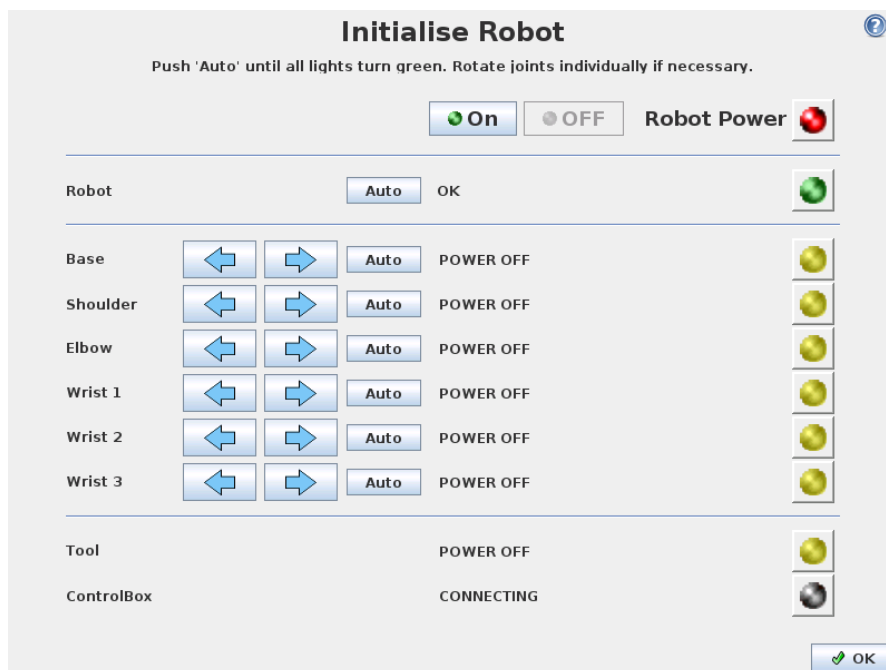 Initialise Robot
?
Push 'Auto' until all lights turn green. Rotate joints individually if necessary.
On OFF Robot Power
Robot Auto OK
Base Auto POWER OFF
Shoulder Auto POWER OFF
Elbow Auto POWER OFF
Wrist 1 Auto POWER OFF
Wrist 2 Auto POWER OFF
Wrist 3 Auto POWER OFF
Tool POWER OFF
ControlBox CONNECTING
OK